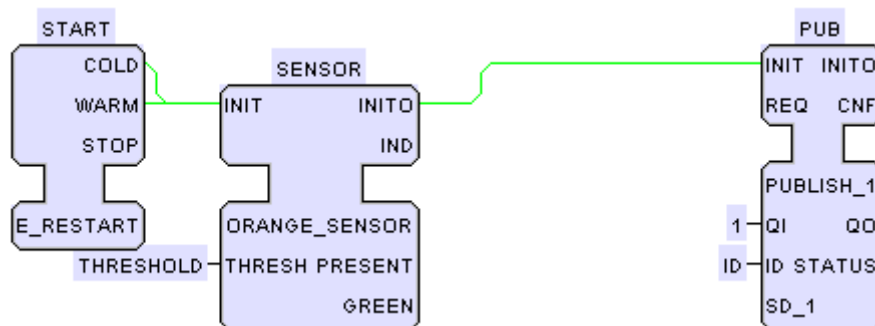 START
COLD
WARM
STOP
E_RESTART
SENSOR
INIT INITO
IND
ORANGE_SENSOR
THRESHOLD THRESH PRESENT
GREEN
PUB
INIT INITO
REQ CNF
PUBLISH_1
1 QI QO
ID ID STATUS
SD_1